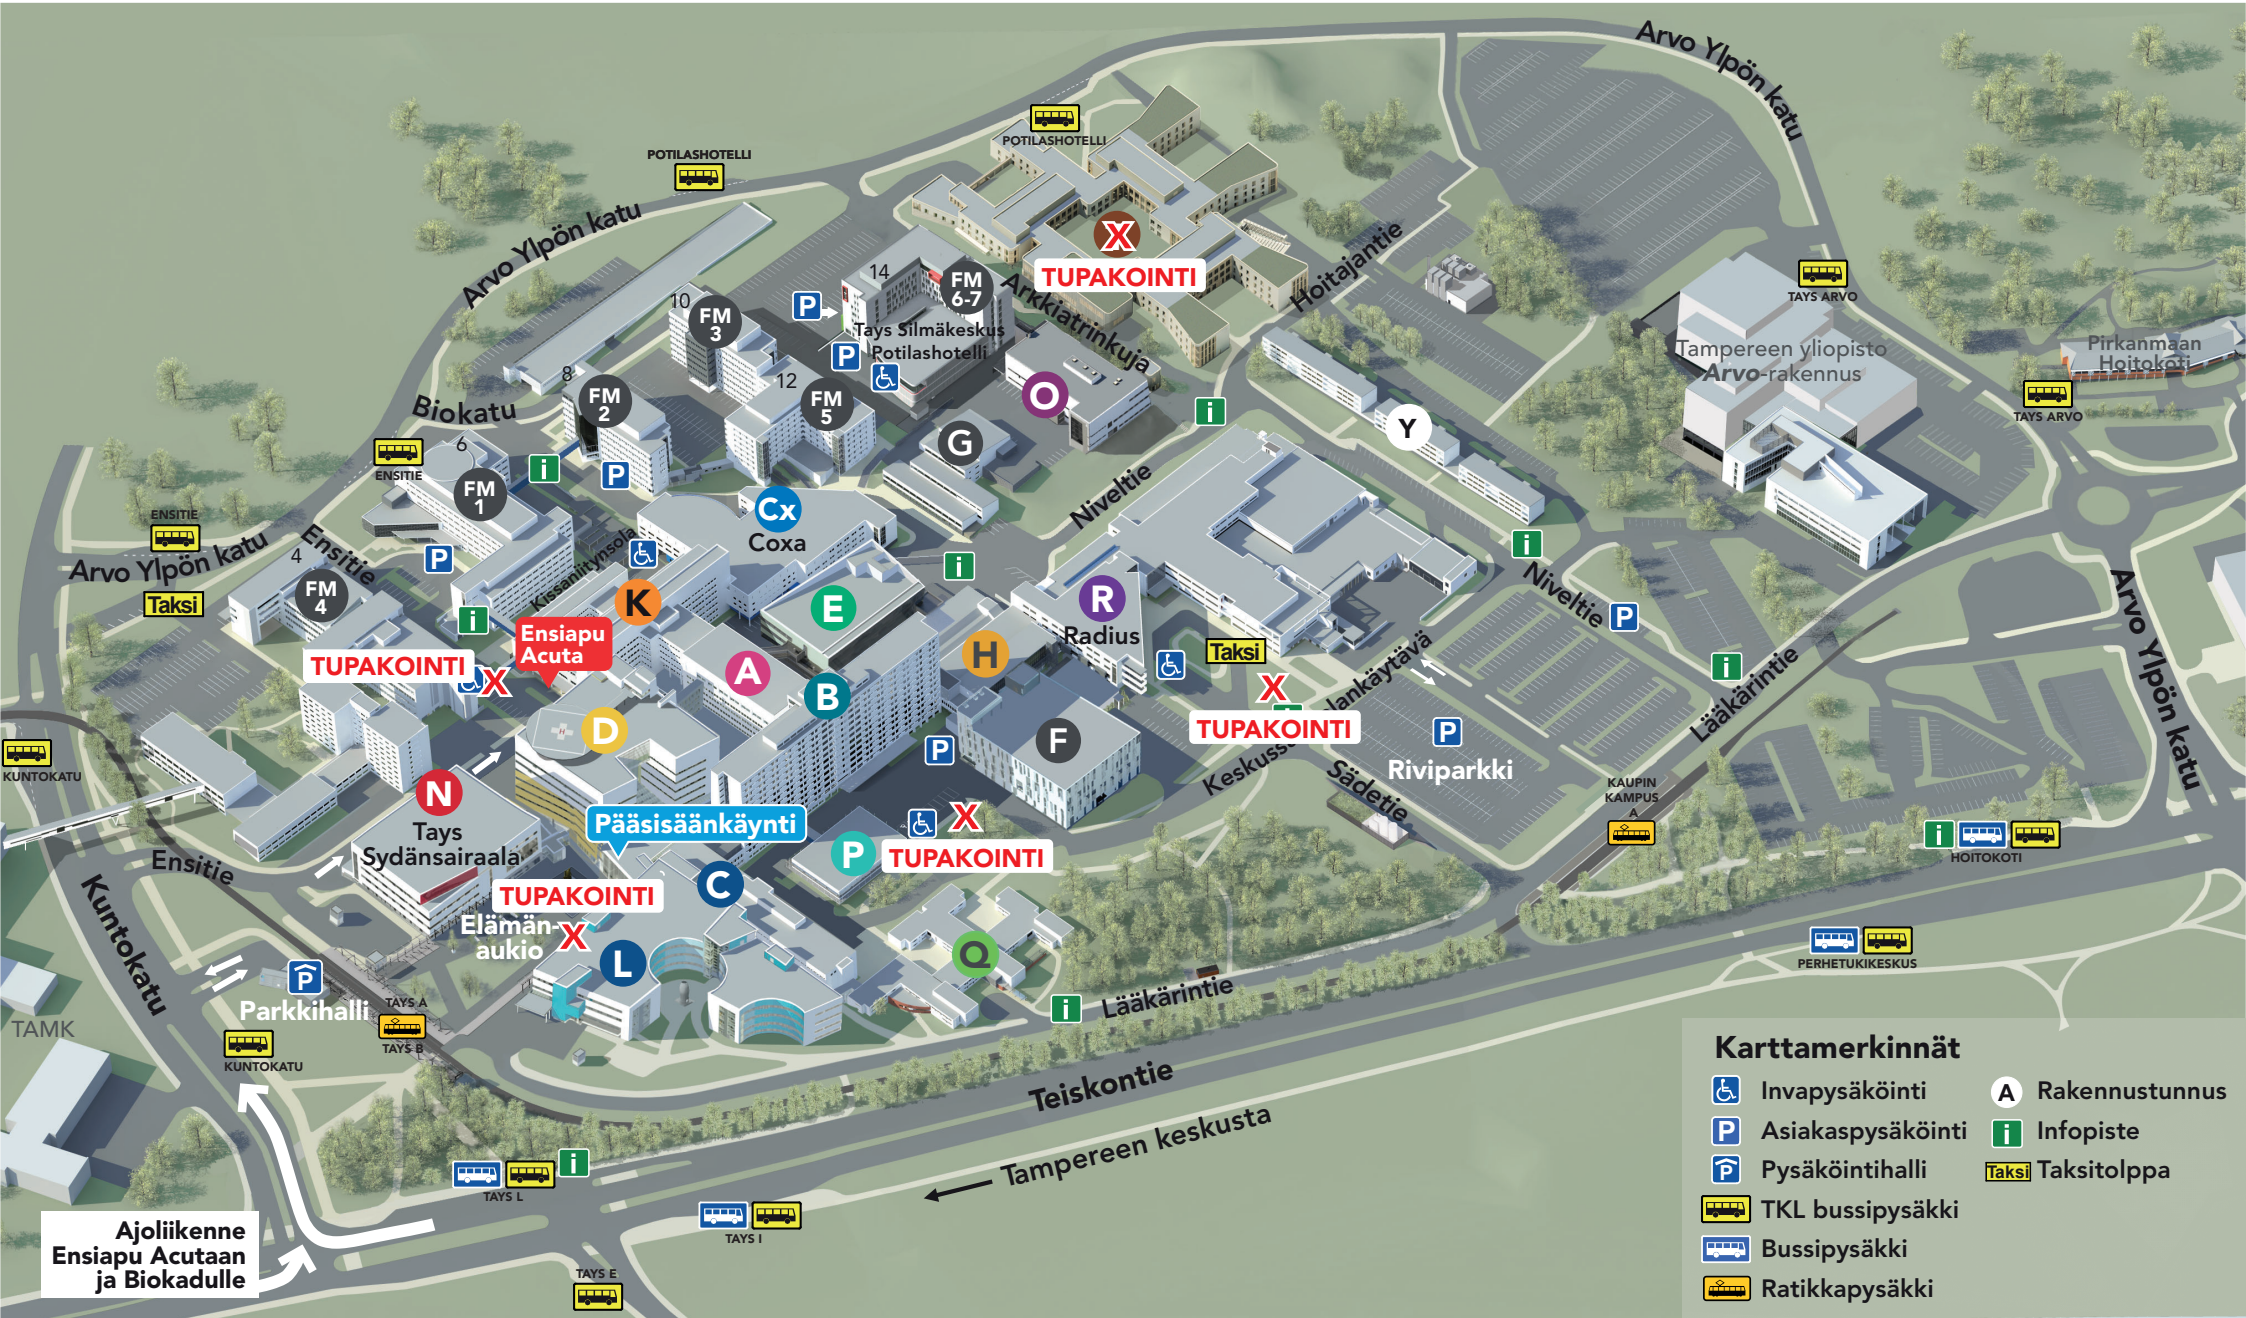 Arvo Ylpön katu
POTILASHOTELLI
POTILASHOTELLI
Arvo Ylpön katu
X
TUPAKOINTI
Hoitajantie
14
FM
6-7
Arkkiatrinkuja
10
FM
3
P
Tays Silmäkeskus
Potilashotelli
P
TAYS ARVO
Tampereen yliopisto
Arvo-rakennus
Pirkanmaan
Hoitokoti
TAYS ARVO
8
FM
2
12
FM
5
O
i
Y
Biokatu
6
ENSITIE
FM
1
i
P
G
Cx
Coxa
Niveltie
ENSITIE
Arvo Ylpön katu
Taksi
4
Ensitie
FM
4
P
Kissanliitynsola
i
i
K
E
R
Radius
Niveltie
P
i
Arvo Ylpön katu
i
Ensiapu
Acuta
TUPAKOINTI
X
A
B
H
Taksi
X
TUPAKOINTI
Lääkärintie
D
H
P
F
P
Riviparkki
Sädetie
KUNTOKATU
N
Tays
Sydänsairaala
Pääsisäänkäynti
X
P
TUPAKOINTI
KAUPIN
KAMPUS
A
i
HOITOKOTI
Ensitie
Kuntokatu
C
TUPAKOINTI
Elämän-
aukio
X
L
Q
PERHETUKIKESKUS
P
Parkkihalli
TAYS A
TAYS B
i
Lääkärintie
TAMK
KUNTOKATU
Teiskontie
Tampereen keskusta
TAYS L
i
TAYS I
TAYS E
Ajoliikenne
Ensiapu Acutaan
ja Biokadulle
Karttamerkinnät
Invapysäköinti
P Asiakaspysäköinti
P Pysäköintihalli
TKL bussipysäkki
Bussipysäkki
Ratikkapysäkki
A Rakennustunnus
i Infopiste
Taksi Taksitolppa